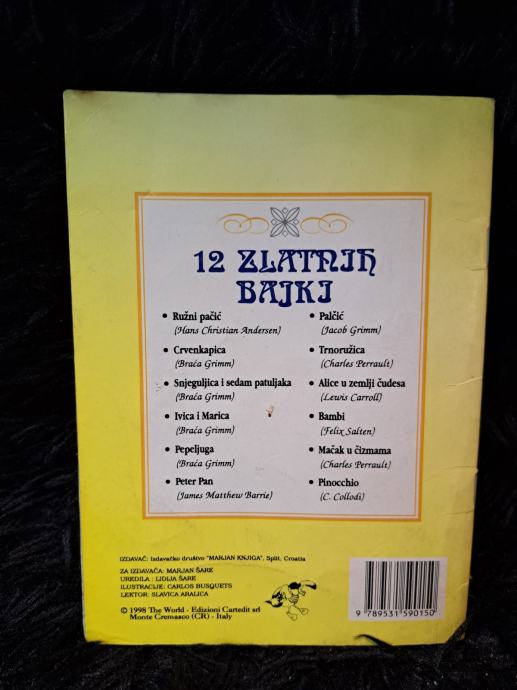 12 ZLATNIH
BAJKI
• Ružni pačić
(Hans Christian Andersen)
• Crvenkapica
(Braća Grimm)
• Snjeguljica i sedam patuljaka
(Braća Grimm)
• Ivica i Marica
(Braća Grimm)
• Pepeljuga
(Braća Grimm)
• Peter Pan
(James Matthew Barrie)
• Palčić
(Jacob Grimm)
• Trnoružica
(Charles Perrault)
• Alice u zemlji čudesa
(Lewis Carroll)
• Bambi
(Felix Salten)
• Mačak u čizmama
(Charles Perrault)
• Pinocchio
(C. Collodi)
IZDAVAČ: Izdavačko društvo "MARJAN KNJIGA", Split, Croatia
ZA IZDAVAČA: MARJAN ŠARE
UREDILA : LIDIJA ŠARE
ILUSTRACIJE: CARLOS BUSQUETS
LEKTOR: SLAVICA ARALICA
© 1998 The World - Edizioni Cartedit srl
Monte Cremasco (CR) - Italy
9 789531 590150